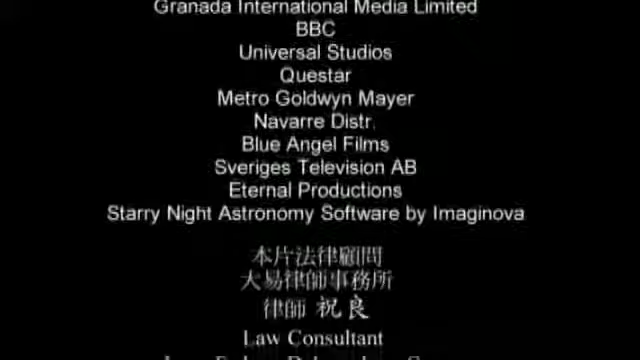 Granada International Media Limited
BBC
Universal Studios
Questar
Metro Goldwyn Mayer
Navarre Distr.
Blue Angel Films
Sveriges Television AB
Eternal Productions
Starry Night Astronomy Software by Imaginova
本片法律顧問
大易律師事務所
律師 祝良
Law Consultant